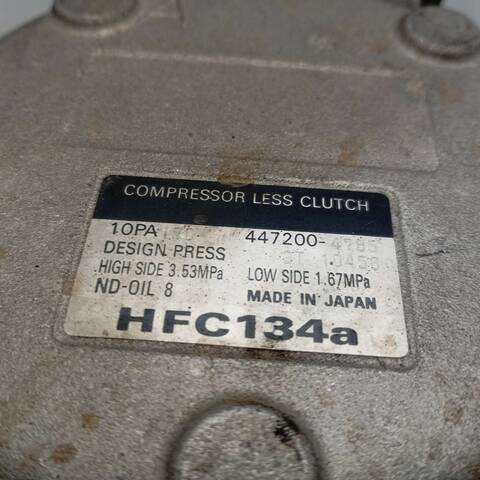 COMPRESSOR LESS CLUTCH
10PA 447200-
DESIGN PRESS
HIGH SIDE 3.53MPa LOW SIDE 1.67MPa
ND-OIL 8 MADE IN JAPAN
HFC134a